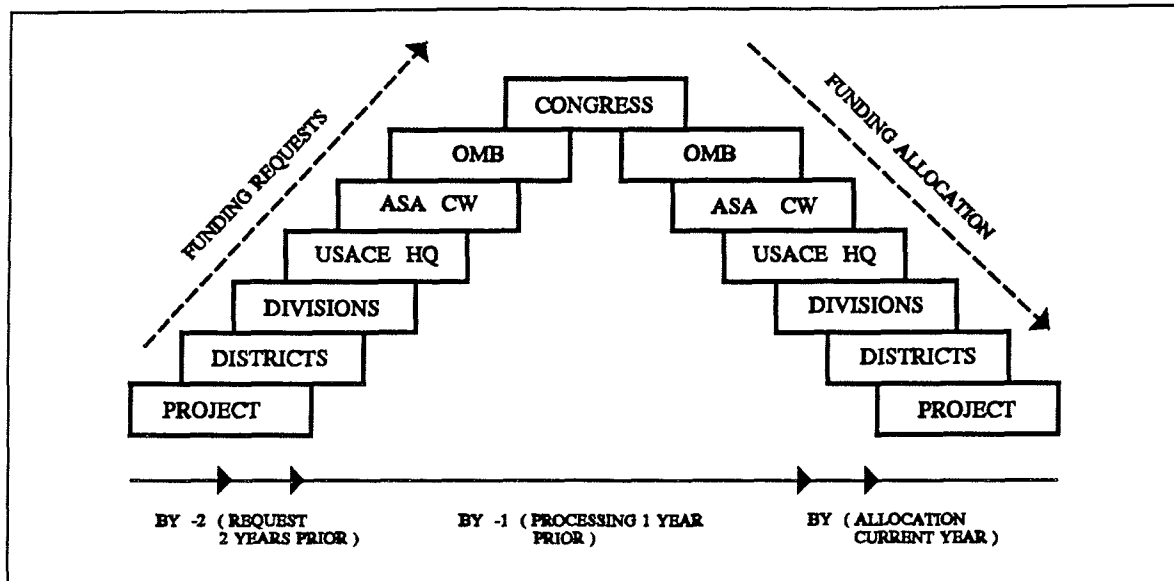 FUNDING REQUESTS
FUNDING ALLOCATION
CONGRESS
OMB
OMB
ASA CW
ASA CW
USACE HQ
USACE HQ
DIVISIONS
DIVISIONS
DISTRICTS
DISTRICTS
PROJECT
PROJECT
BY -2 ( REQUEST
2 YEARS PRIOR )
BY -1 ( PROCESSING 1 YEAR
PRIOR )
BY ( ALLOCATION
CURRENT YEAR )